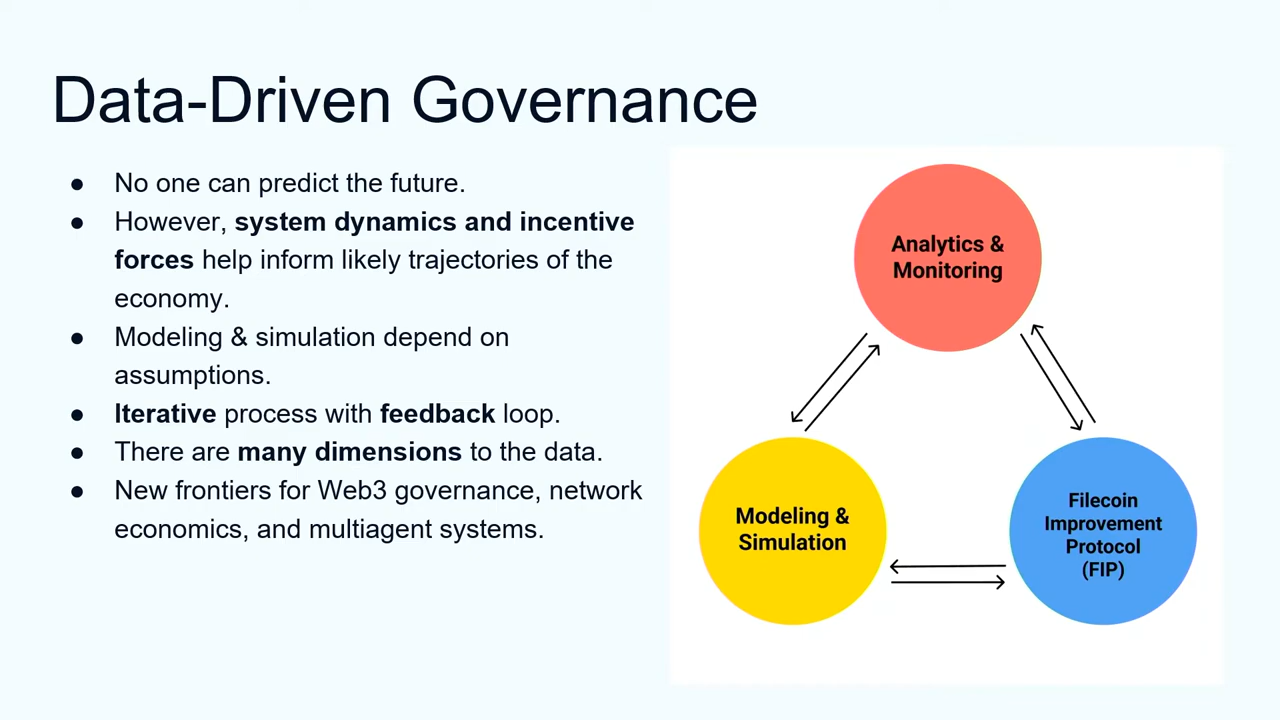 Data-Driven Governance
● No one can predict the future.
● However, system dynamics and incentive
forces help inform likely trajectories of the
economy.
● Modeling & simulation depend on
assumptions.
● Iterative process with feedback loop.
● There are many dimensions to the data.
● New frontiers for Web3 governance, network
economics, and multiagent systems.
Analytics &
Monitoring
Modeling &
Simulation
Filecoin
Improvement
Protocol
(FIP)